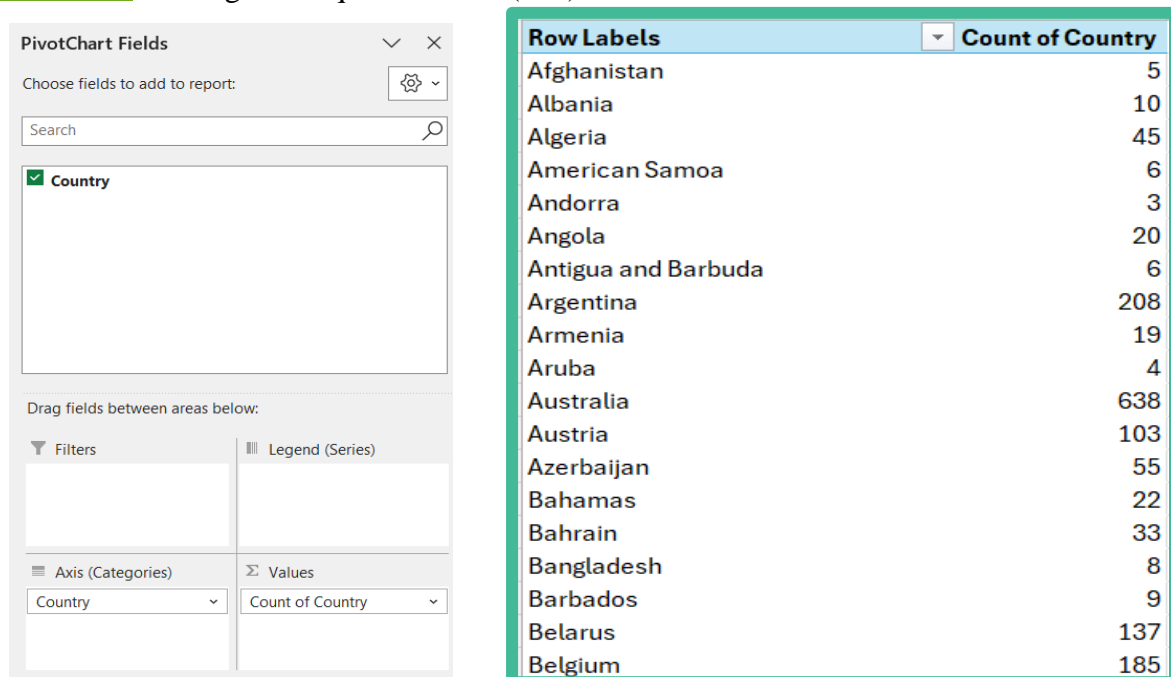 PivotChart Fields
Choose fields to add to report:
Search
Country
Drag fields between areas below:
Filters
Legend (Series)
Axis (Categories)
Σ Values
Country
Count of Country
Row Labels Count of Country
Afghanistan 5
Albania 10
Algeria 45
American Samoa 6
Andorra 3
Angola 20
Antigua and Barbuda 6
Argentina 208
Armenia 19
Aruba 4
Australia 638
Austria 103
Azerbaijan 55
Bahamas 22
Bahrain 33
Bangladesh 8
Barbados 9
Belarus 137
Belgium 185